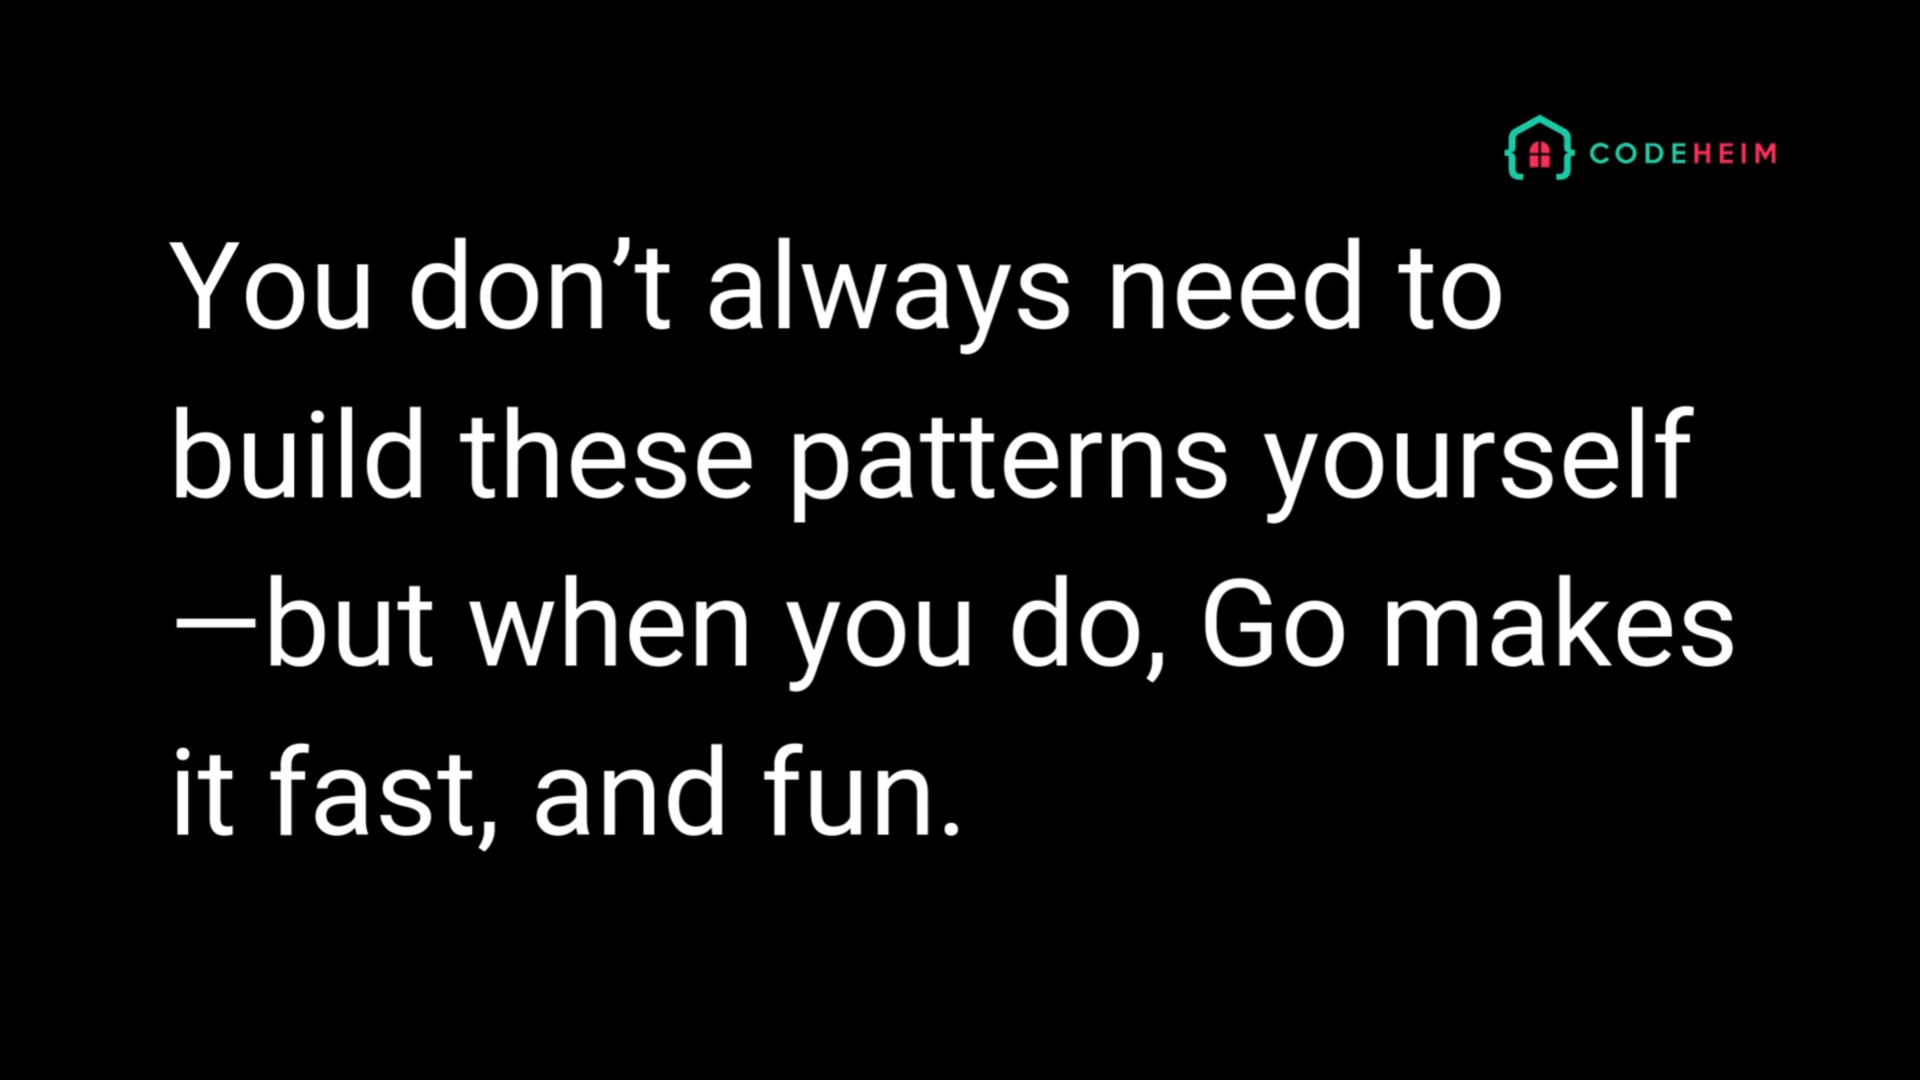 CODEHEIM
You don’t always need to
build these patterns yourself
—but when you do, Go makes
it fast, and fun.